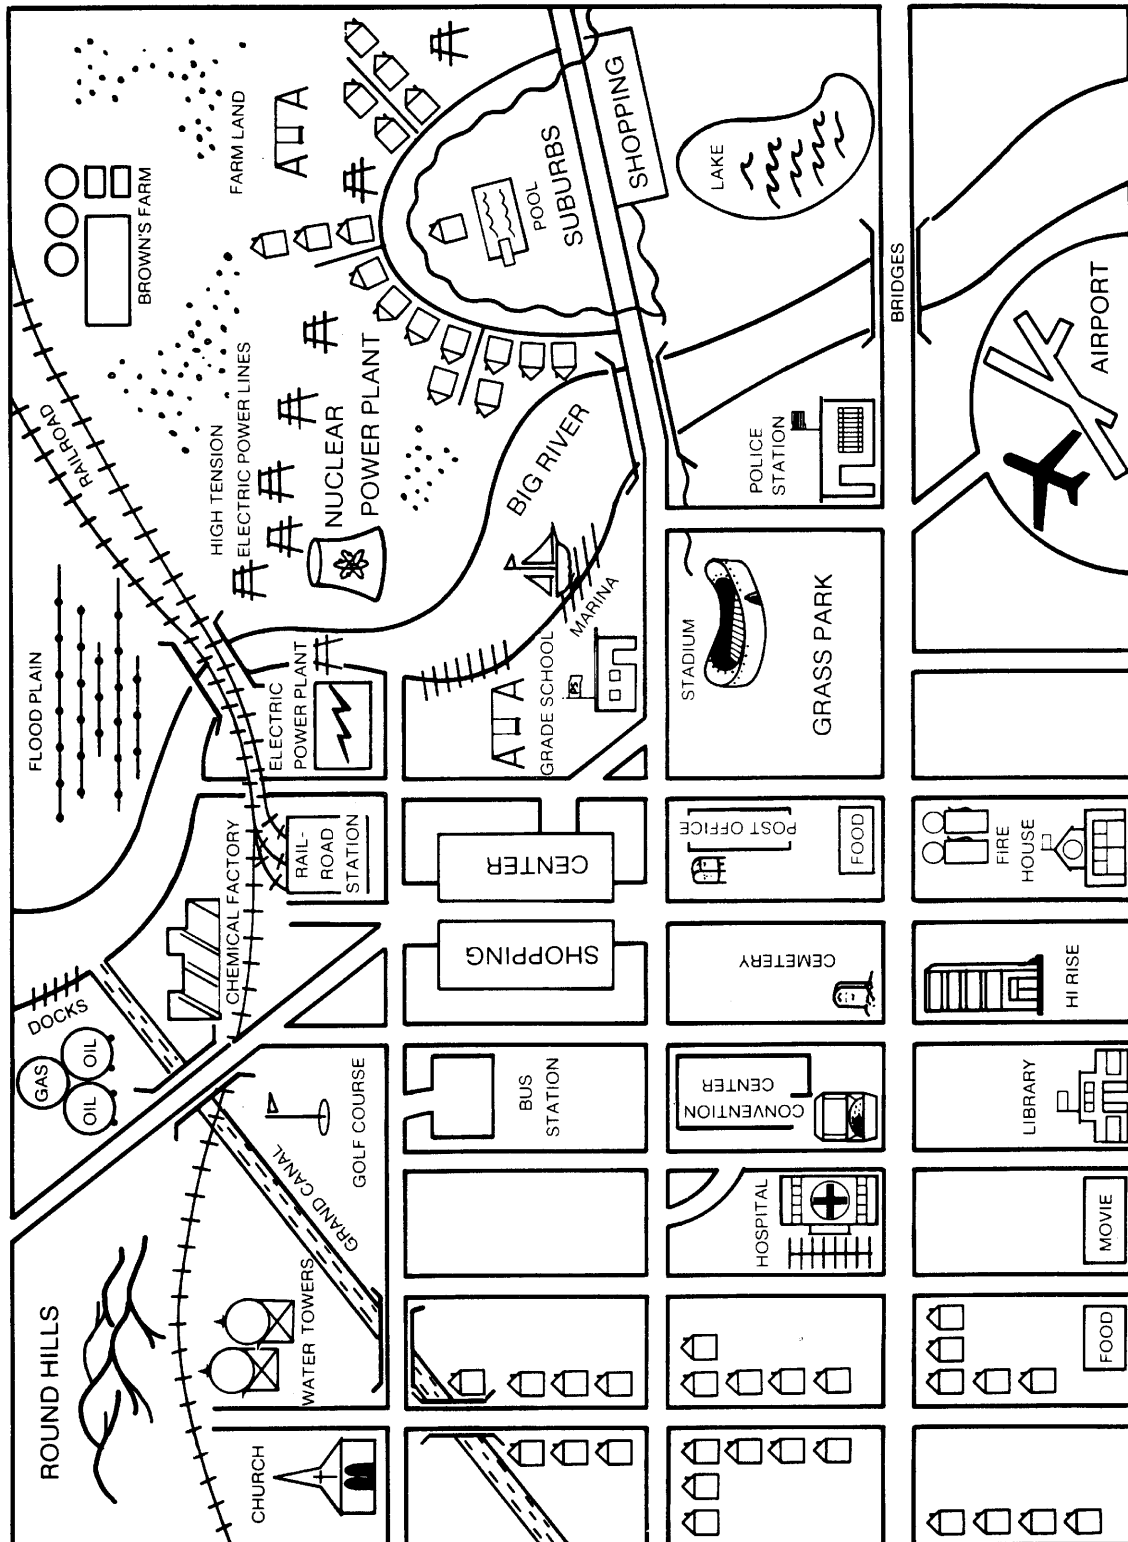 ROUND HILLS
CHURCH
WATER TOWERS
GRAND CANAL
GOLF COURSE
GAS
OIL
OIL
DOCKS
CHEMICAL FACTORY
RAIL-
ROAD
STATION
FLOOD PLAIN
ELECTRIC
POWER PLANT
RAILROAD
HIGH TENSION
ELECTRIC POWER LINES
NUCLEAR
POWER PLANT
BROWN'S FARM
FARM LAND
BUS
STATION
SHOPPING
CENTER
GRADE SCHOOL
PS
MARINA
BIG RIVER
POOL
SUBURBS
SHOPPING
HOSPITAL
CONVENTION
CENTER
CEMETERY
POST OFFICE
FOOD
STADIUM
GRASS PARK
POLICE
STATION
LAKE
BRIDGES
FOOD
MOVIE
LIBRARY
HI RISE
FIRE
HOUSE
AIRPORT